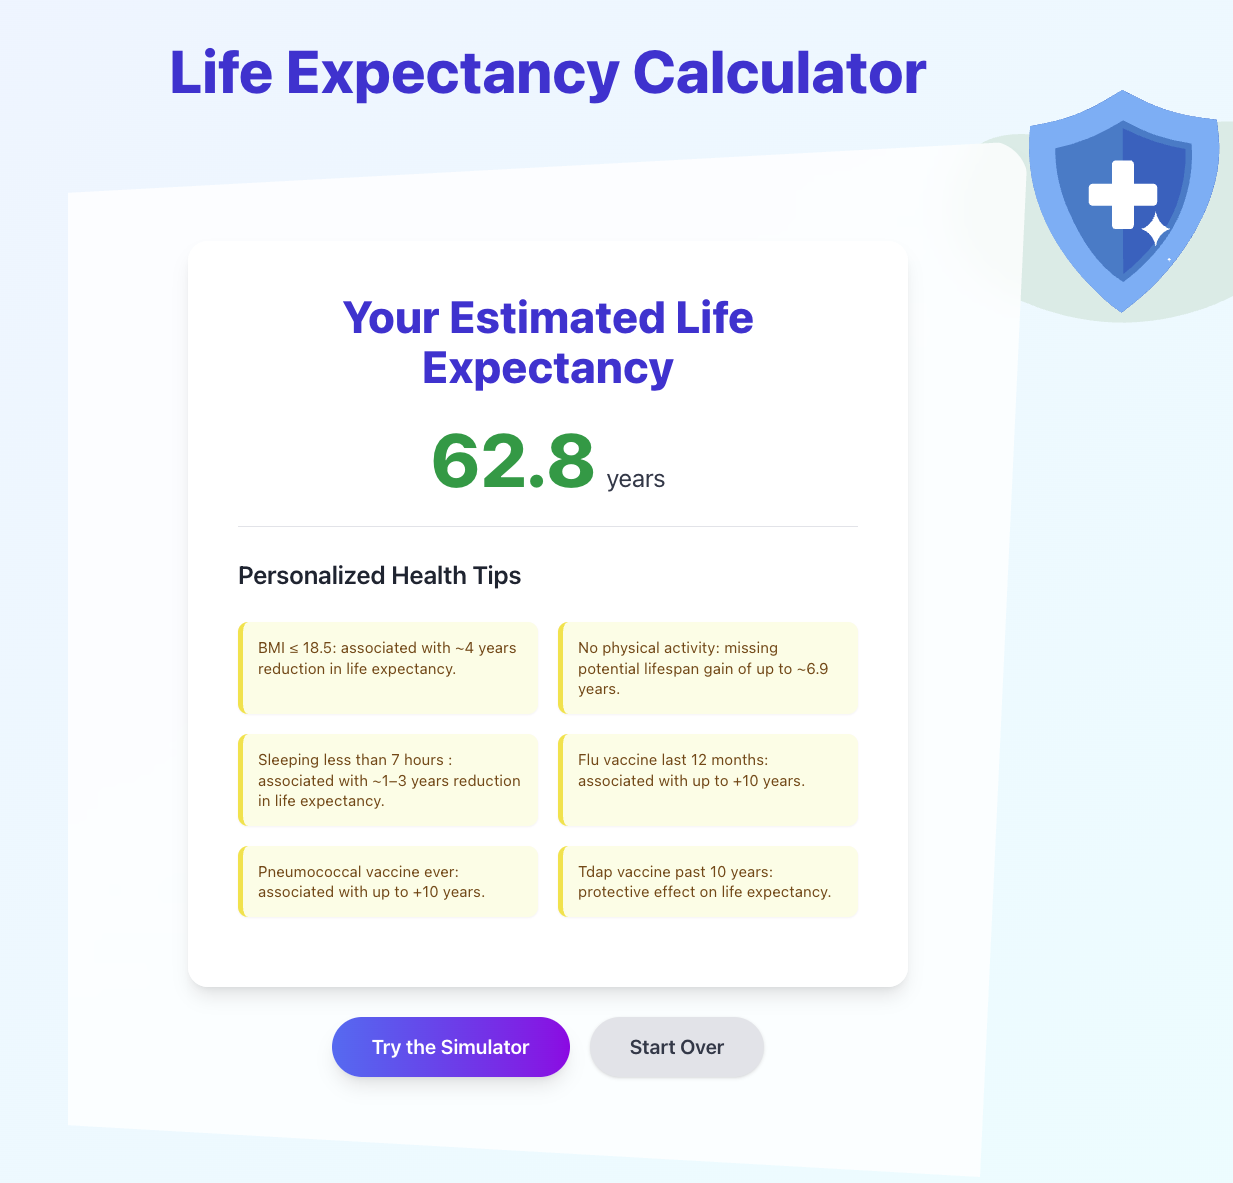 Life Expectancy Calculator
Your Estimated Life
Expectancy
62.8 years
Personalized Health Tips
BMI ≤ 18.5: associated with ~4 years
reduction in life expectancy.
No physical activity: missing
potential lifespan gain of up to ~6.9
years.
Sleeping less than 7 hours :
associated with ~1–3 years reduction
in life expectancy.
Flu vaccine last 12 months:
associated with up to +10 years.
Pneumococcal vaccine ever:
associated with up to +10 years.
Tdap vaccine past 10 years:
protective effect on life expectancy.
Try the Simulator
Start Over